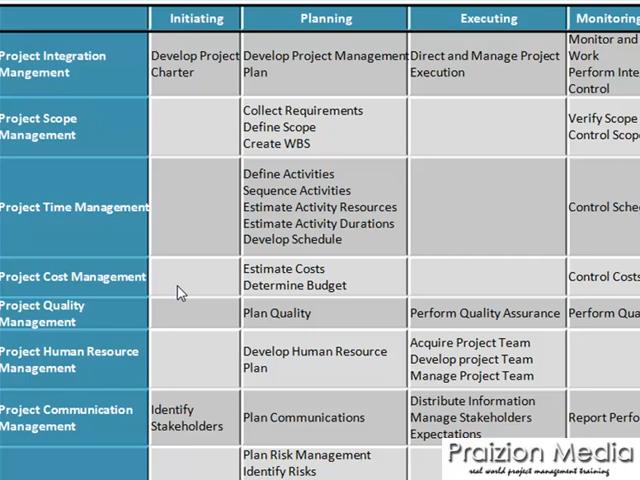 Initiating Planning Executing Monitoring
Project Integration
Mangement
Develop Project
Charter
Develop Project Management
Plan
Direct and Manage Project
Execution
Monitor and
Work
Perform Inte
Control
Project Scope
Management
Collect Requirements
Define Scope
Create WBS
Verify Scope
Control Scop
Project Time Management
Define Activities
Sequence Activities
Estimate Activity Resources
Estimate Activity Durations
Develop Schedule
Control Sche
Project Cost Management
Estimate Costs
Determine Budget
Control Costs
Project Quality
Management
Plan Quality
Perform Quality Assurance
Perform Qua
Project Human Resource
Management
Develop Human Resource
Plan
Acquire Project Team
Develop project Team
Manage Project Team
Project Communication
Management
Identify
Stakeholders
Plan Communications
Distribute Information
Manage Stakeholders
Expectations
Report Perfo
Plan Risk Management
Identify Risks
Praizion Media
real world project management training